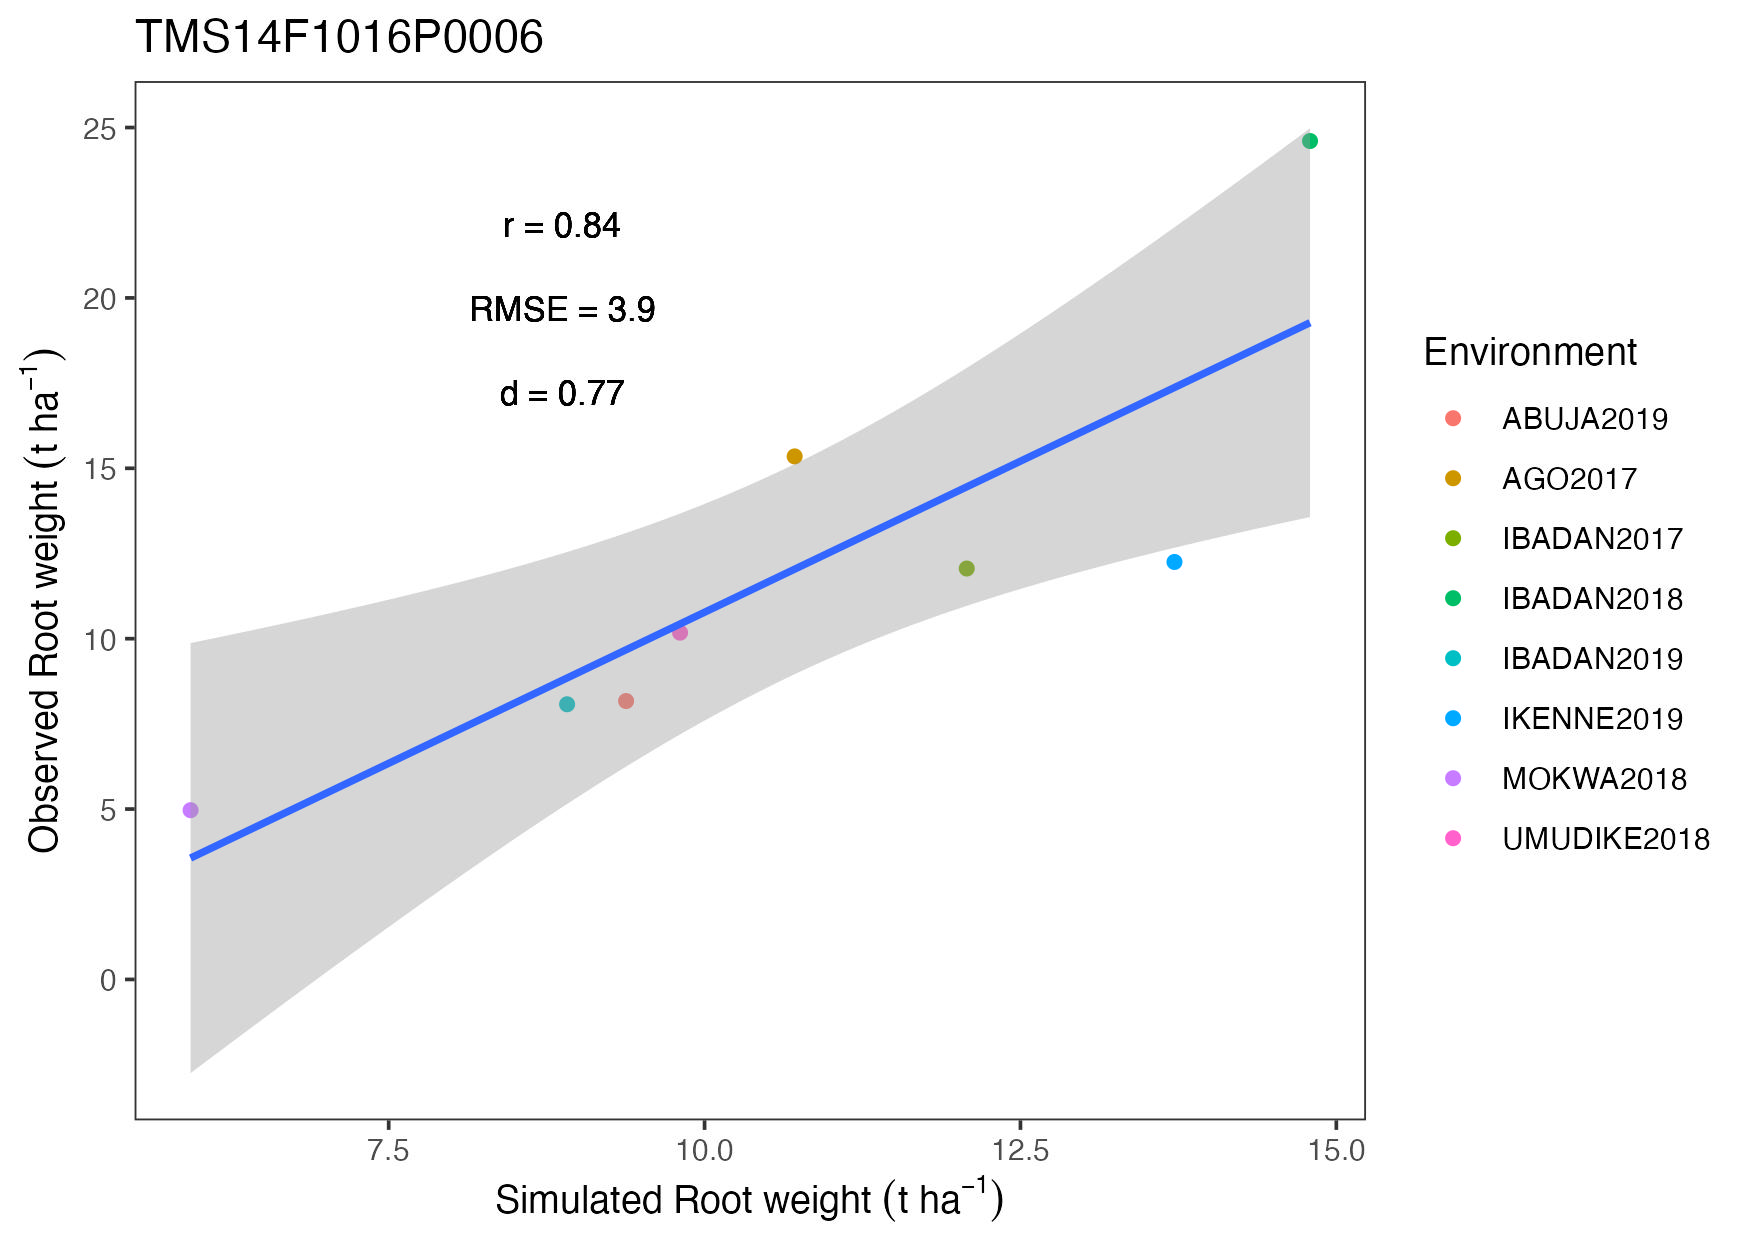 TMS14F1016P0006
Observed Root weight (t ha⁻¹)
25
20
15
10
5
0
r = 0.84
RMSE = 3.9
d = 0.77
7.5 10.0 12.5 15.0
Simulated Root weight (t ha⁻¹)
Environment
ABUJA2019
AGO2017
IBADAN2017
IBADAN2018
IBADAN2019
IKENNE2019
MOKWA2018
UMUDIKE2018